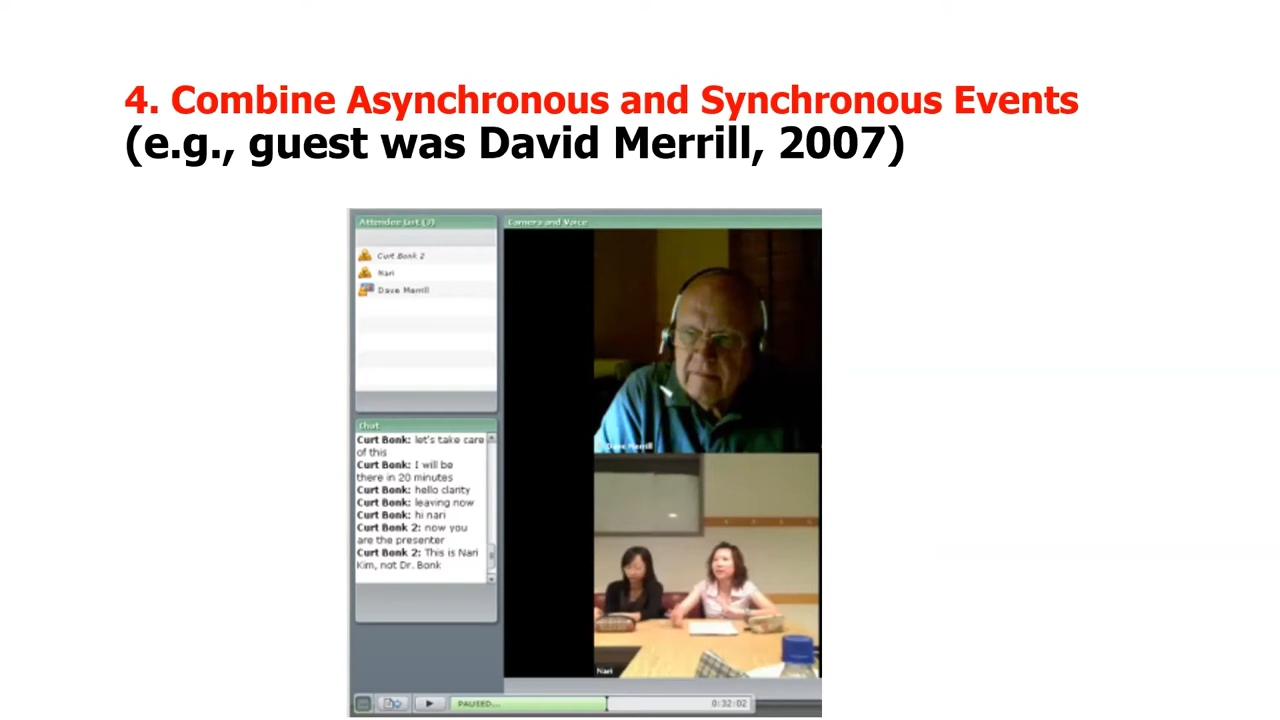 4. Combine Asynchronous and Synchronous Events
(e.g., guest was David Merrill, 2007)
Attendee List (3)
Curt Bonk 2
Nari
Dave Merrill
Chat
Curt Bonk: let's take care
of this
Curt Bonk: I will be
there in 20 minutes
Curt Bonk: hello clarity
Curt Bonk: leaving now
Curt Bonk: hi nari
Curt Bonk 2: now you
are the presenter
Curt Bonk 2: This is Nari
Kim, not Dr. Bonk
Camera and Voice
Dave Merrill
Nari
PAUSED...
0:32:02